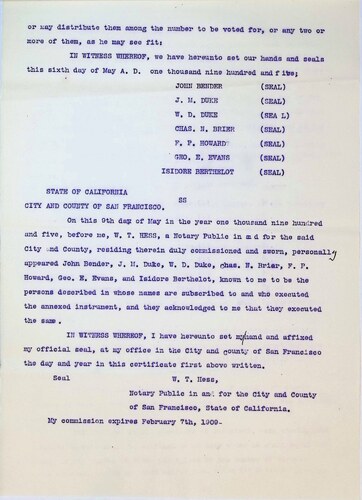 or may distribute them among the number to be voted for, or any two or
more of them, as he may see fit:
IN WITNESS WHEREOF, we have hereunto set our hands and seals
this sixth day of May A. D. one thousand nine hundred and five;
JOHN BENDER (SEAL)
J. M. DUKE (SEAL)
W. D. DUKE (SEA L)
CHAS. N. BRIER (SEAL)
F. P. HOWARD (SEAL)
GEO. E. EVANS (SEAL)
ISIDORE BERTHELOT (SEAL)
STATE OF CALIFORNIA
SS
CITY AND COUNTY OF SAN FRANCISCO.
On this 9th day of May in the year one thousand nine hundred
and five, before me, W. T. HESS, a Notary Public in and for the said
City and County, residing therein duly commissioned and sworn, personally
appeared John Bender, J. M. Duke, W. D. Duke, chas. N. Briar, F. P.
Howard, Geo. E. Evans, and Isidore Berthelot, known to me to be the
persons described in whose names are subscribed to and who executed
the annexed instrument, and they acknowledged to me that they executed
the same.
IN WITNESS WHEREOF, I have hereunto set my hand and affixed
my official seal, at my office in the City and county of San Francisco
the day and year in this certificate first above written.
Seal W. T. Hess,
Notary Public in and for the City and County
of San Francisco, State of California.
My commission expires February 7th, 1909-